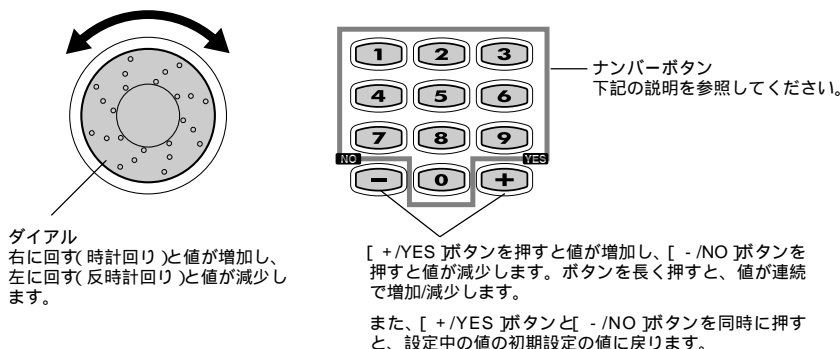 1 2 3
4 5 6
7 8 9
NO YES
- 0 +
ナンバーボタン
下記の説明を参照してください。
ダイアル
右に回す(時計回り)と値が増加し、
左に回す(反時計回り)と値が減少し
ます。
[ +/YES ]ボタンを押すと値が増加し、[ - /NO ]ボタンを
押すと値が減少します。ボタンを長く押すと、値が連続
で増加/減少します。
また、[ +/YES ]ボタンと[ - /NO ]ボタンを同時に押す
と、設定中の値の初期設定の値に戻ります。